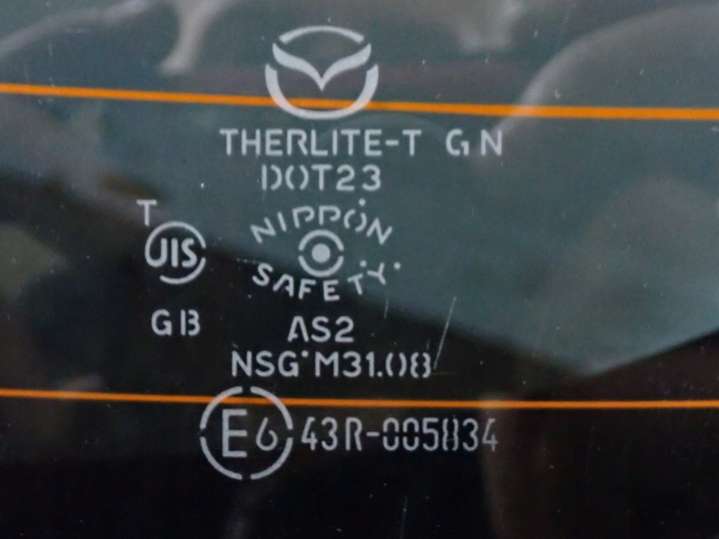 THERLITE-T GN
DOT23
T
NIPPON
JIS
SAFETY
GB
AS2
NSG M31.08
E6 43R-005834